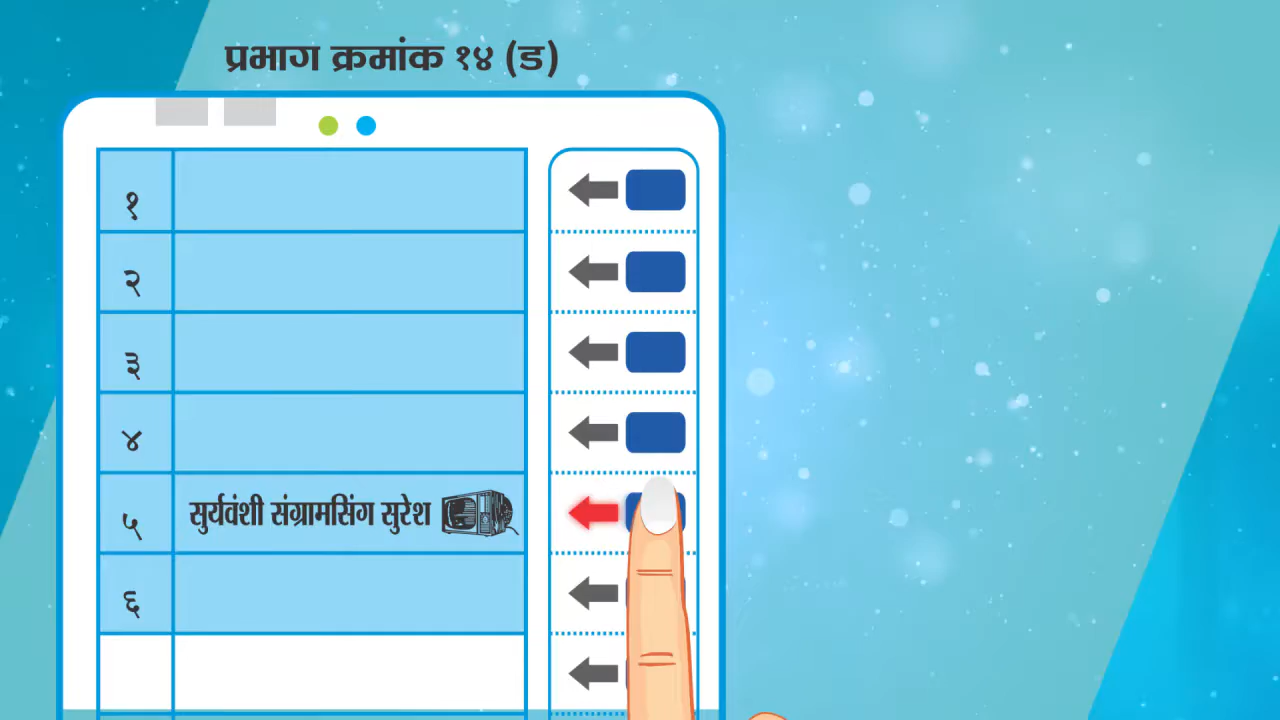 प्रभाग क्रमांक १४ (ड)
१
२
३
४
५ सुर्यवंशी संग्रामसिंग सुरेश
६